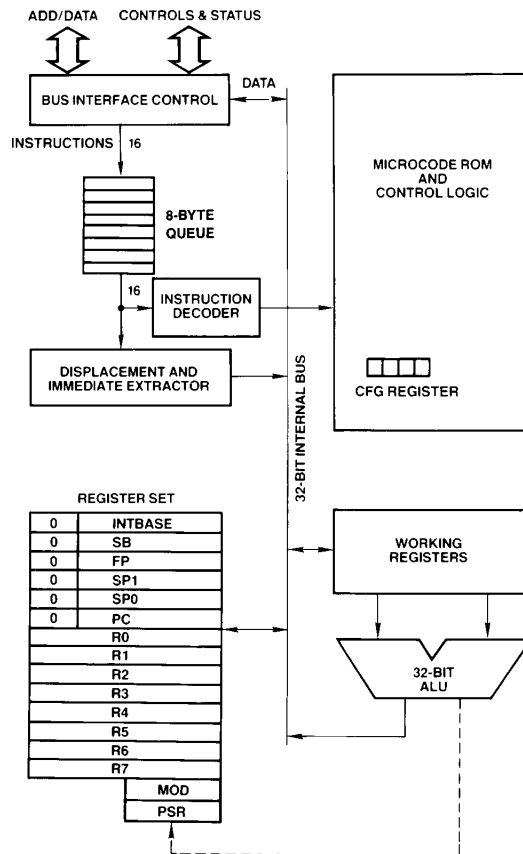 ADD/DATA
CONTROLS & STATUS
BUS INTERFACE CONTROL
DATA
INSTRUCTIONS
16
8-BYTE
QUEUE
16
INSTRUCTION
DECODER
DISPLACEMENT AND
IMMEDIATE EXTRACTOR
MICROCODE ROM
AND
CONTROL LOGIC
CFG REGISTER
32-BIT INTERNAL BUS
REGISTER SET
0 INTBASE
0 SB
0 FP
0 SP1
0 SP0
0 PC
R0
R1
R2
R3
R4
R5
R6
R7
MOD
PSR
WORKING
REGISTERS
32-BIT
ALU